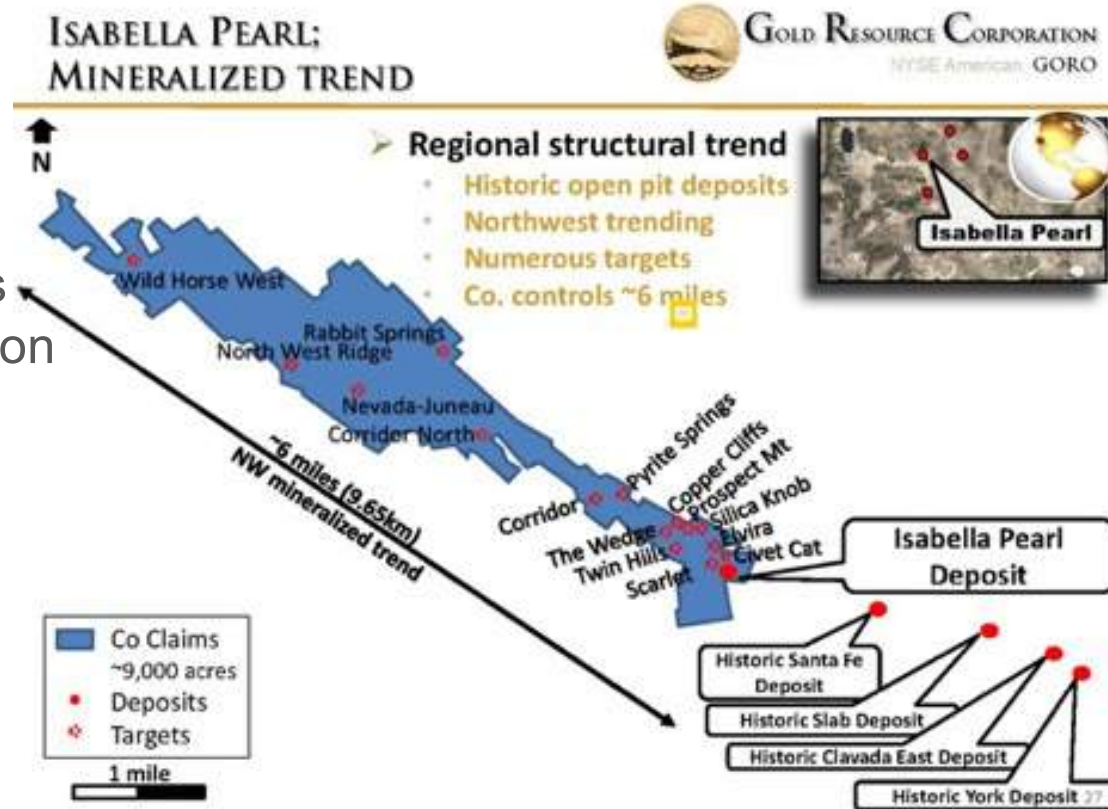 ISABELLA PEARL:
MINERALIZED TREND
GOLD RESOURCE CORPORATION
NYSE American: GORO
N
Regional structural trend
Historic open pit deposits
Northwest trending
Numerous targets
Co. controls ~6 miles
Isabella Pearl
s
on
Wild Horse West
Rabbit Springs
North West Ridge
Nevada-Juneau
Corridor North
~6 miles (9.65km)
NW mineralized trend
Pyrite Springs
Copper Cliffs
Prospect Mt
Silica Knob
Corridor
The Wedge
Elvira
Twin Hills
Civet Cat
Scarlet
Isabella Pearl
Deposit
Co Claims
~9,000 acres
Deposits
Targets
1 mile
Historic Santa Fe
Deposit
Historic Slab Deposit
Historic Clavada East Deposit
Historic York Deposit 27